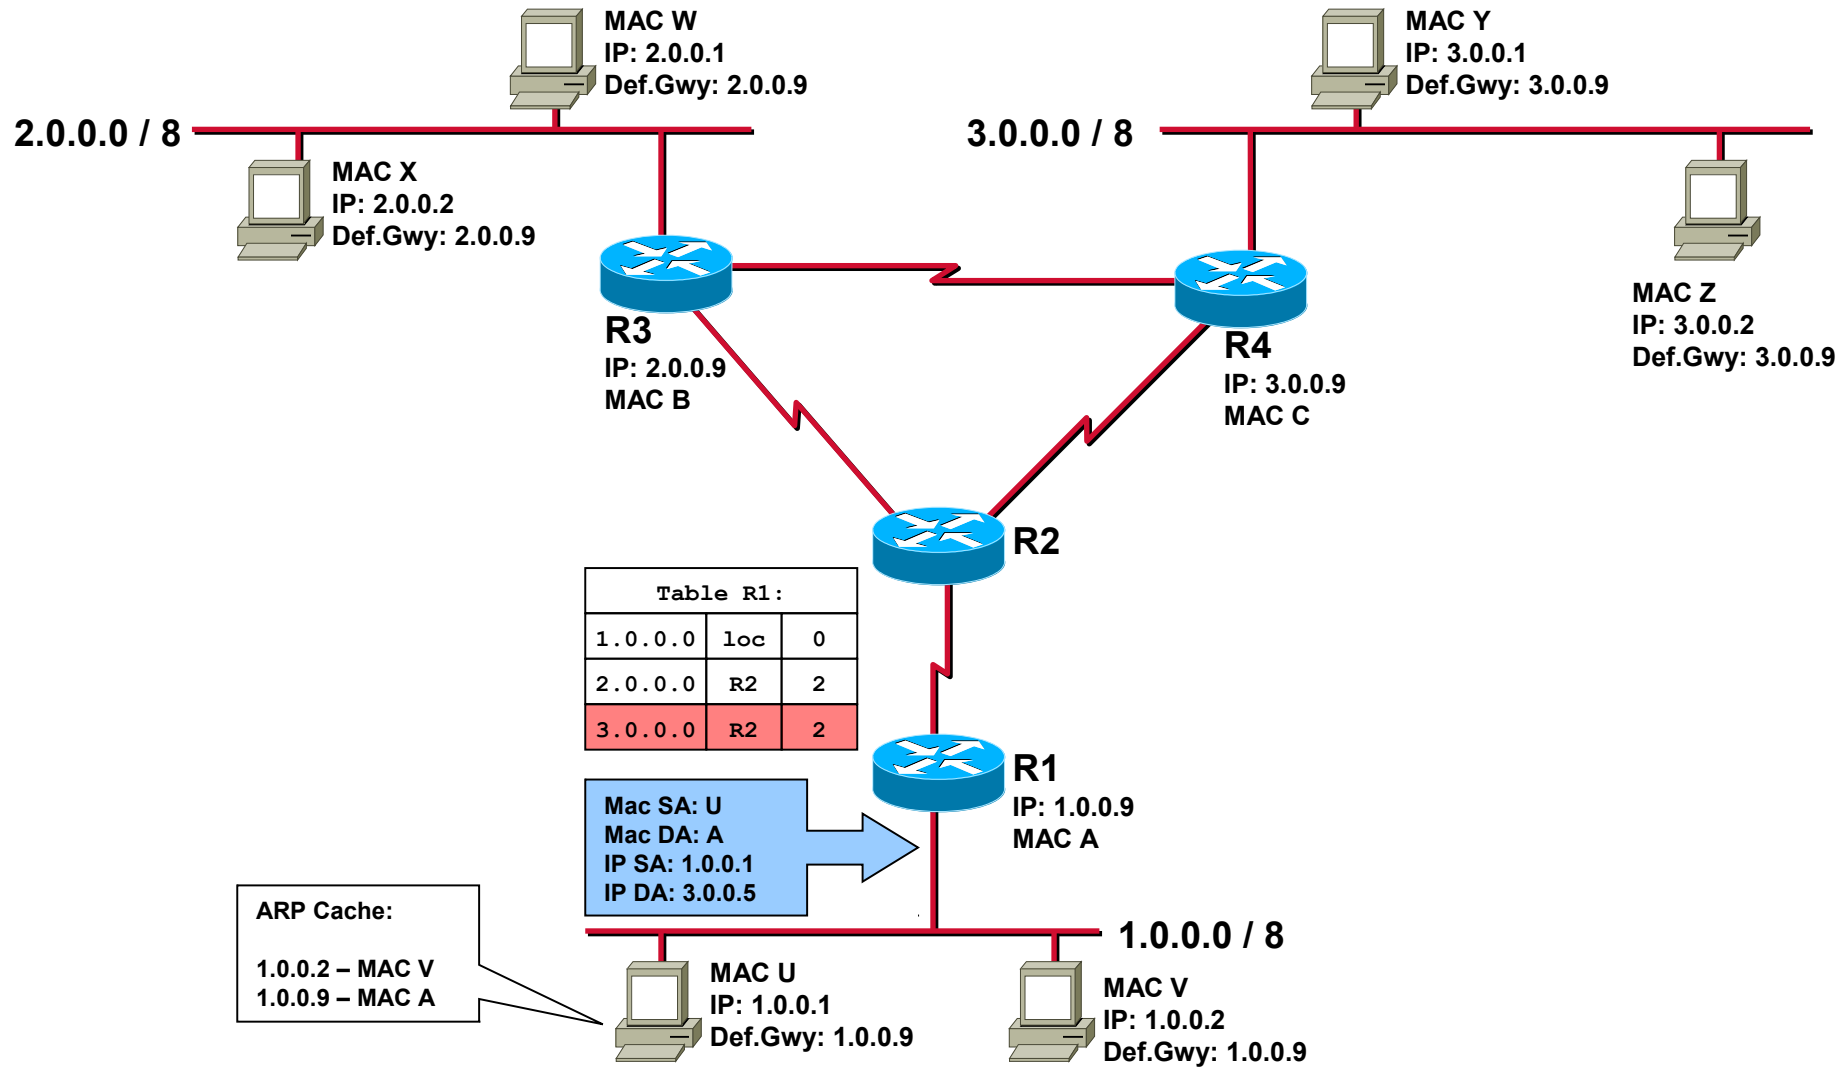 MAC W
IP: 2.0.0.1
Def.Gwy: 2.0.0.9
MAC Y
IP: 3.0.0.1
Def.Gwy: 3.0.0.9
2.0.0.0 / 8
3.0.0.0 / 8
MAC X
IP: 2.0.0.2
Def.Gwy: 2.0.0.9
MAC Z
IP: 3.0.0.2
Def.Gwy: 3.0.0.9
R3
IP: 2.0.0.9
MAC B
R4
IP: 3.0.0.9
MAC C
R2
Table R1:
1.0.0.0 loc 0
2.0.0.0 R2 2
3.0.0.0 R2 2
R1
IP: 1.0.0.9
MAC A
Mac SA: U
Mac DA: A
IP SA: 1.0.0.1
IP DA: 3.0.0.5
ARP Cache:
1.0.0.2 – MAC V
1.0.0.9 – MAC A
1.0.0.0 / 8
MAC U
IP: 1.0.0.1
Def.Gwy: 1.0.0.9
MAC V
IP: 1.0.0.2
Def.Gwy: 1.0.0.9